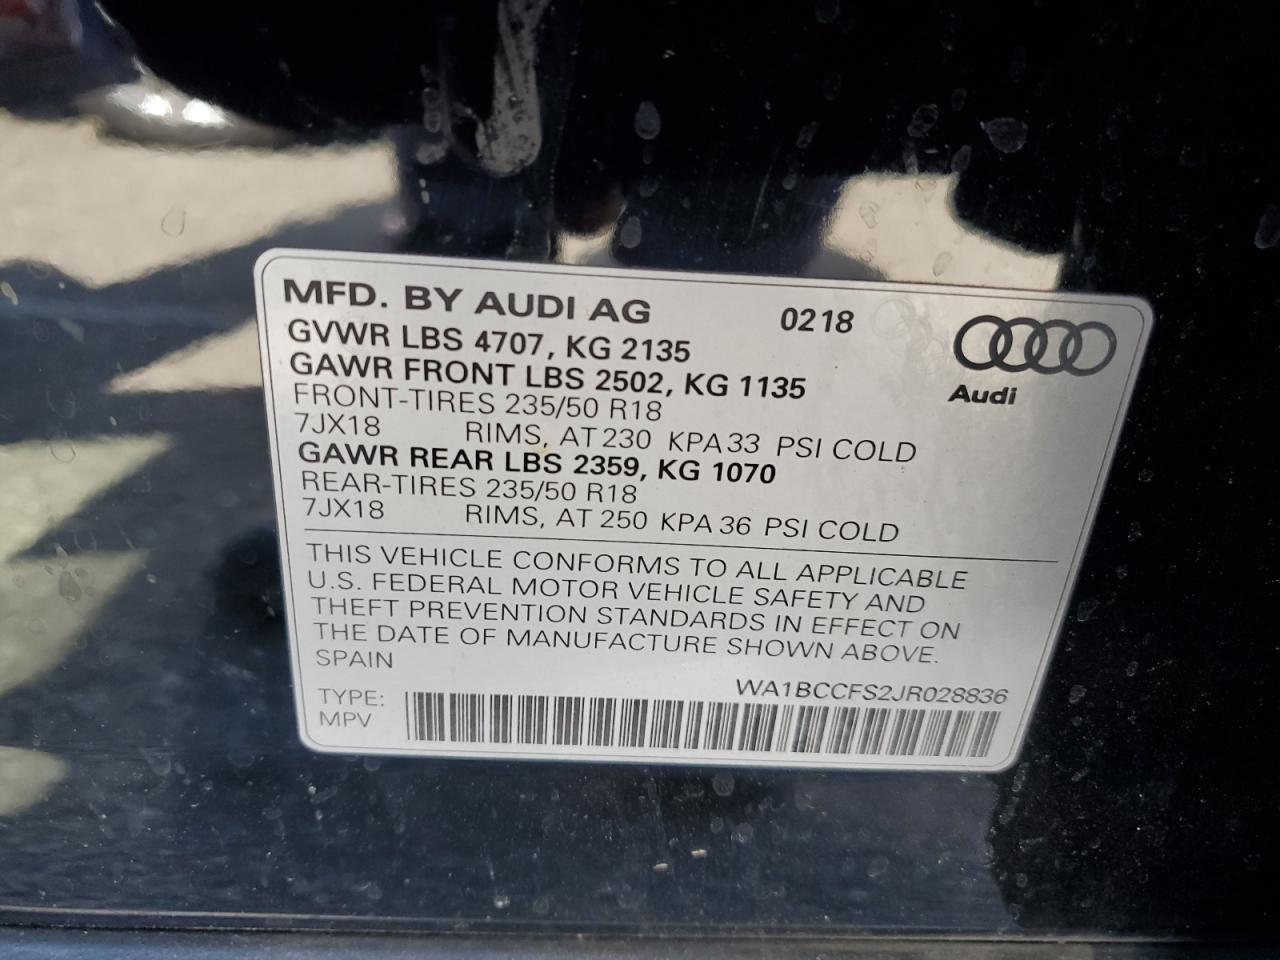 MFD. BY AUDI AG 0218
GVWR LBS 4707, KG 2135
GAWR FRONT LBS 2502, KG 1135
Audi
FRONT-TIRES 235/50 R18
7JX18 RIMS, AT 230 KPA 33 PSI COLD
GAWR REAR LBS 2359, KG 1070
REAR-TIRES 235/50 R18
7JX18 RIMS, AT 250 KPA 36 PSI COLD
THIS VEHICLE CONFORMS TO ALL APPLICABLE
U.S. FEDERAL MOTOR VEHICLE SAFETY AND
THEFT PREVENTION STANDARDS IN EFFECT ON
THE DATE OF MANUFACTURE SHOWN ABOVE.
SPAIN
WA1BCCFS2JR028836
TYPE:
MPV